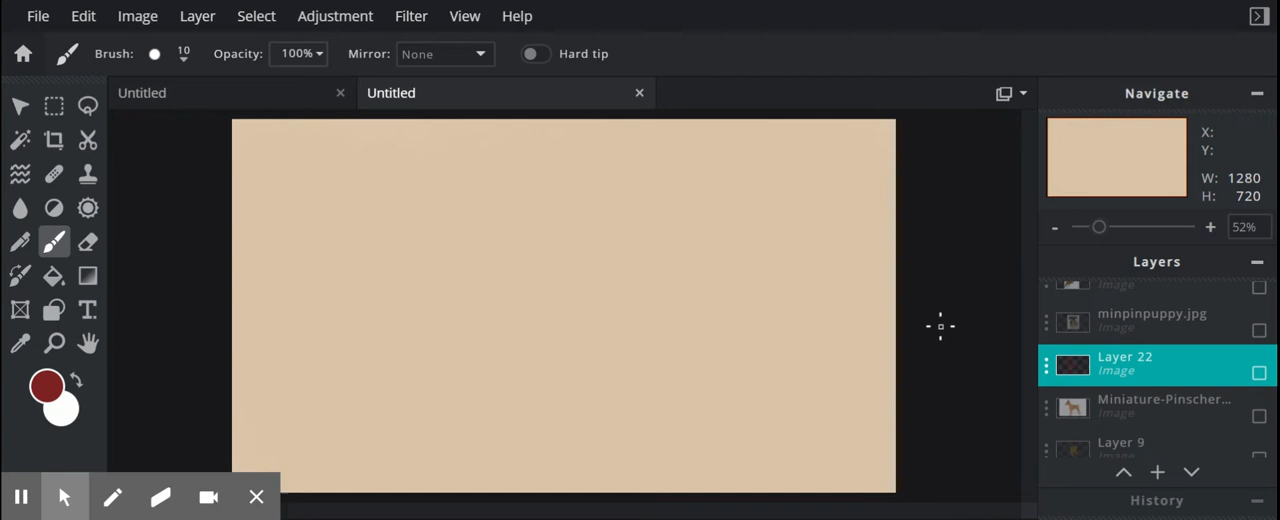 File Edit Image Layer Select Adjustment Filter View Help
Brush: 10 Opacity: 100% Mirror: None Hard tip
Untitled Untitled
Navigate
X:
Y:
W: 1280
H: 720
- + 52%
Layers
Image
minpinpuppy.jpg
Image
Layer 22
Image
Miniature-Pinscher...
Image
Layer 9
History